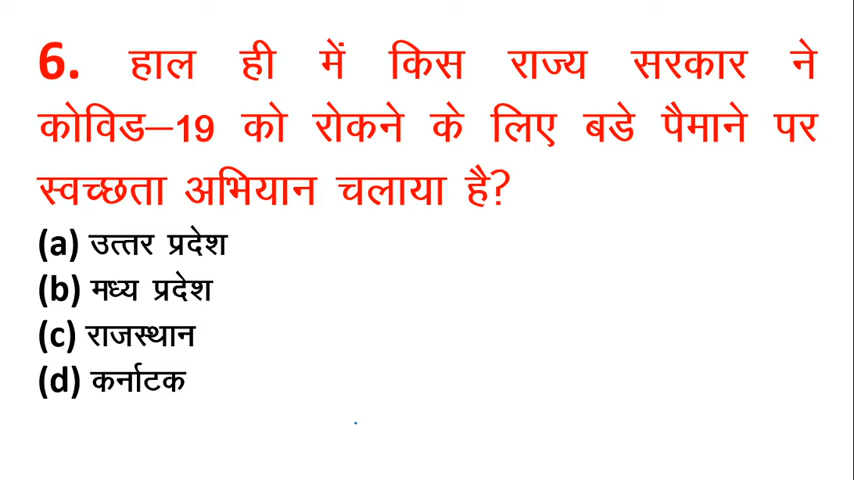 6. हाल ही में किस राज्य सरकार ने
कोविड–19 को रोकने के लिए बडे पैमाने पर
स्वच्छता अभियान चलाया है?
(a) उत्तर प्रदेश
(b) मध्य प्रदेश
(c) राजस्थान
(d) कर्नाटक